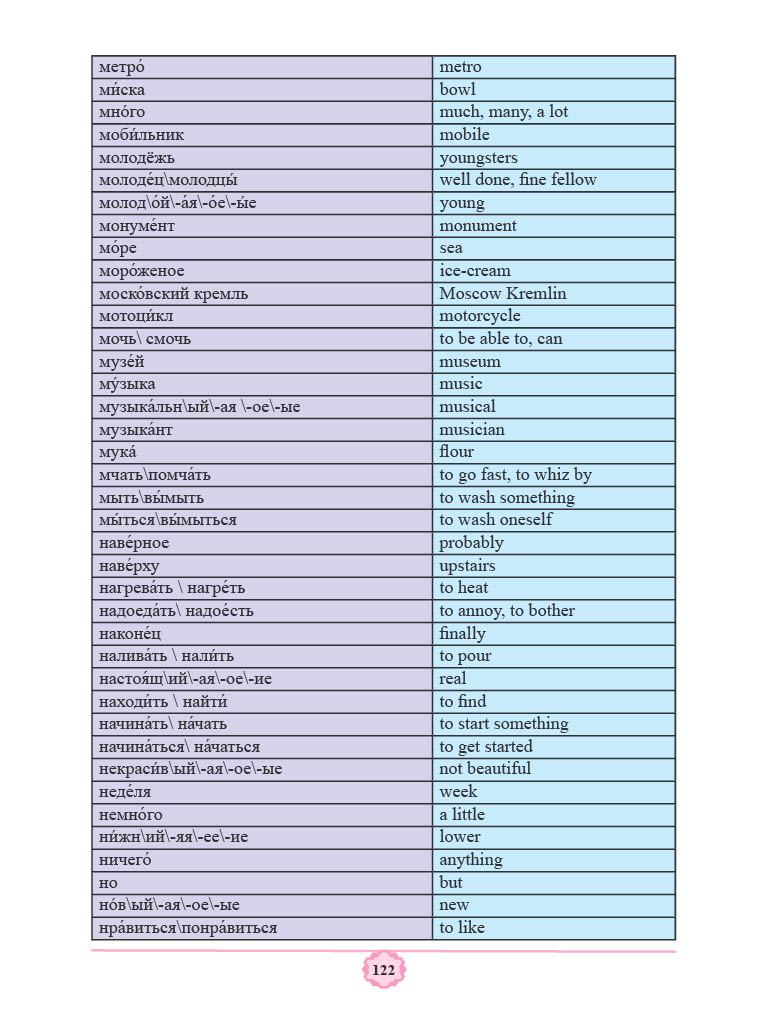 метро́ metro
ми́ска bowl
мно́го much, many, a lot
моби́льник mobile
молодёжь youngsters
молоде́ц\молодцы́ well done, fine fellow
молод\о́й\-а́я\-о́е\-ы́е young
монуме́нт monument
мо́ре sea
моро́женое ice-cream
моско́вский кремль Moscow Kremlin
мотоци́кл motorcycle
мочь\ смочь to be able to, can
музе́й museum
му́зыка music
музыка́льн\ый\-ая \-ое\-ые musical
музыка́нт musician
мука́ flour
мчать\помча́ть to go fast, to whiz by
мыть\вы́мыть to wash something
мы́ться\вы́мыться to wash oneself
наве́рное probably
наве́рху upstairs
нагрева́ть \ нагре́ть to heat
надоеда́ть\ надое́сть to annoy, to bother
наконе́ц finally
налива́ть \ нали́ть to pour
настоя́щ\ий\-ая\-ое\-ие real
находи́ть \ найти́ to find
начина́ть\ на́чать to start something
начина́ться\ на́чаться to get started
некраси́в\ый\-ая\-ое\-ые not beautiful
неде́ля week
немно́го a little
ни́жн\ий\-яя\-ее\-ие lower
ничего́ anything
но but
но́в\ый\-ая\-ое\-ые new
нра́виться\понра́виться to like
122